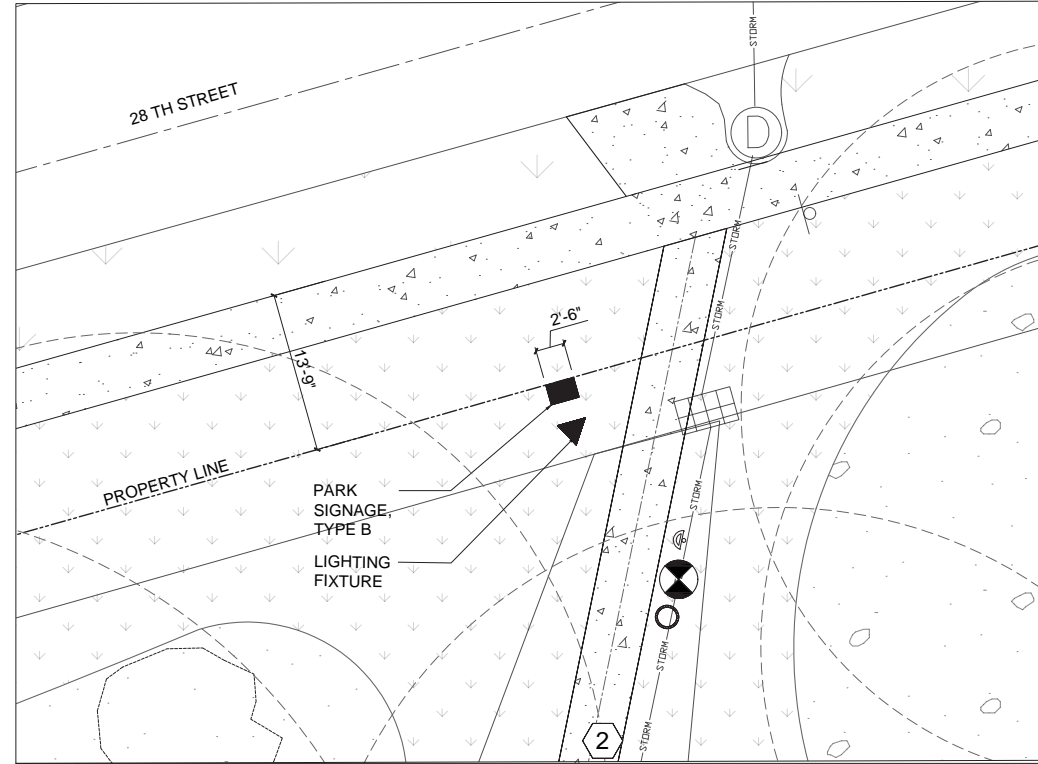 STORM
28 TH STREET
D
STORM
2'-6"
STORM
13'-9"
PROPERTY LINE
PARK
SIGNAGE,
TYPE B
STORM
LIGHTING
FIXTURE
STORM
2
STORM